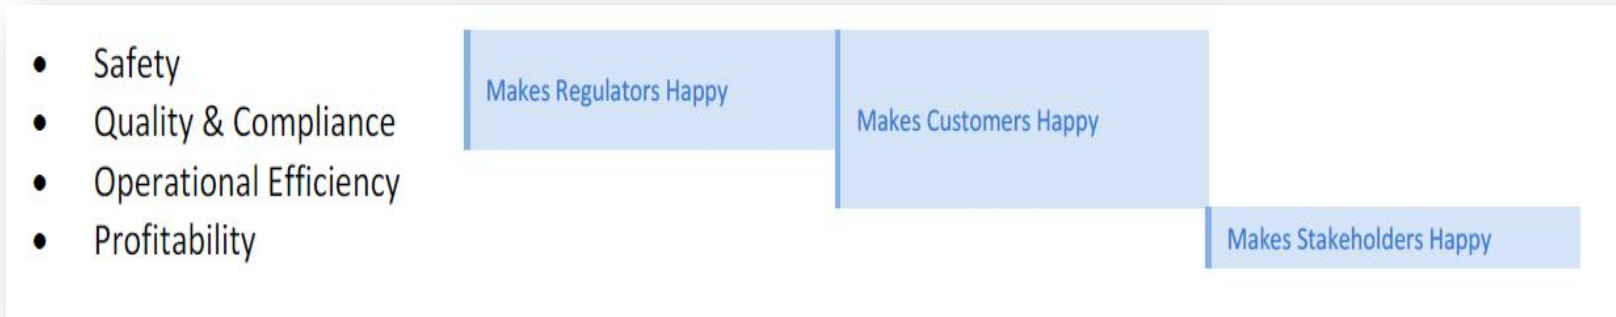 • Safety
• Quality & Compliance
• Operational Efficiency
• Profitability
Makes Regulators Happy
Makes Customers Happy
Makes Stakeholders Happy